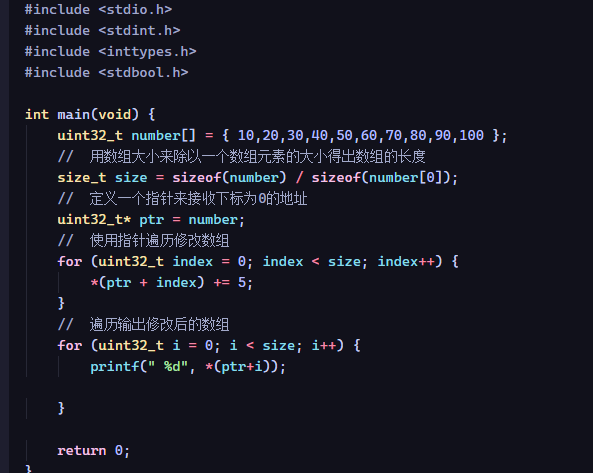 #include <stdio.h>
#include <stdint.h>
#include <inttypes.h>
#include <stdbool.h>
int main(void) {
uint32_t number[] = { 10,20,30,40,50,60,70,80,90,100 };
// 用数组大小来除以一个数组元素的大小得出数组的长度
size_t size = sizeof(number) / sizeof(number[0]);
// 定义一个指针来接收下标为0的地址
uint32_t* ptr = number;
// 使用指针遍历修改数组
for (uint32_t index = 0; index < size; index++) {
*(ptr + index) += 5;
}
// 遍历输出修改后的数组
for (uint32_t i = 0; i < size; i++) {
printf(" %d", *(ptr+i));
}
return 0;
}